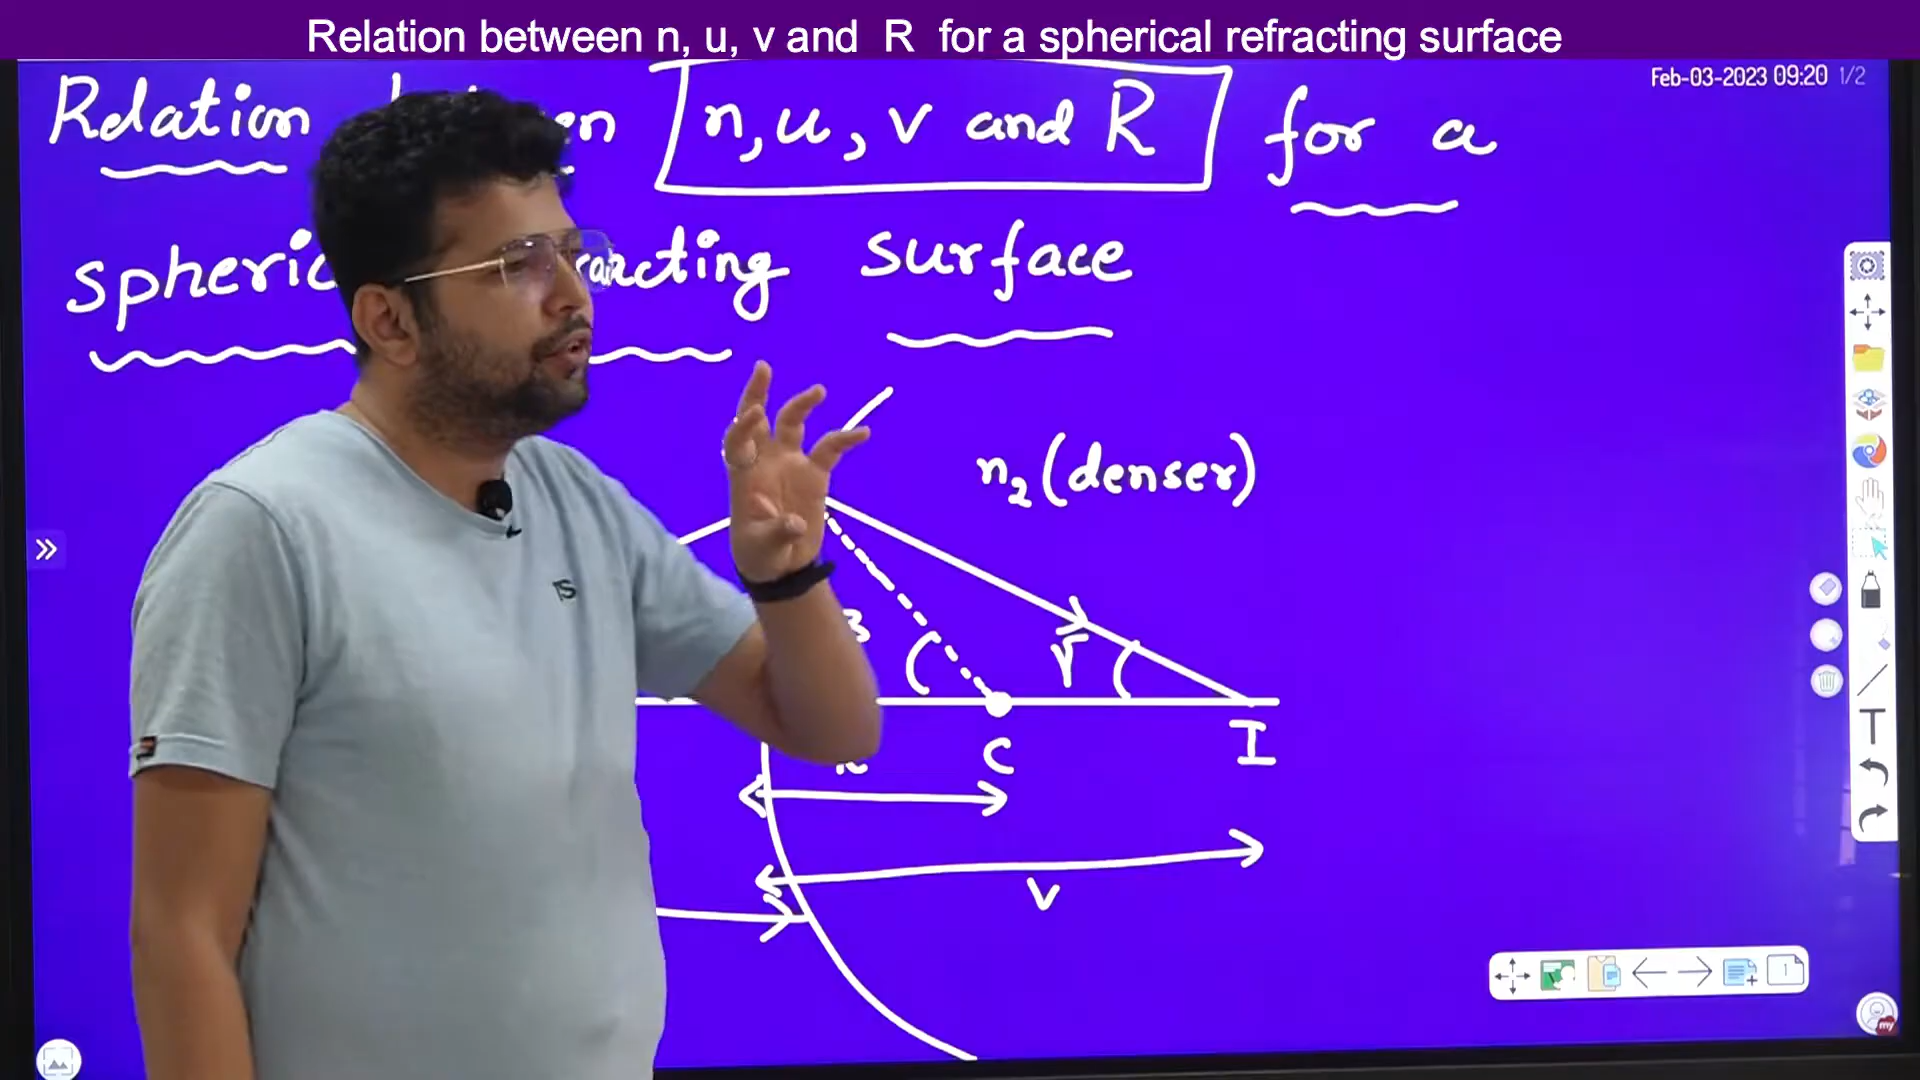 Relation between n, u, v and R for a spherical refracting surface
Feb-03-2023 09:20 1/2
Relation n, u, v and R for a
surface
n₂ (denser)
γ
C
I
v
1